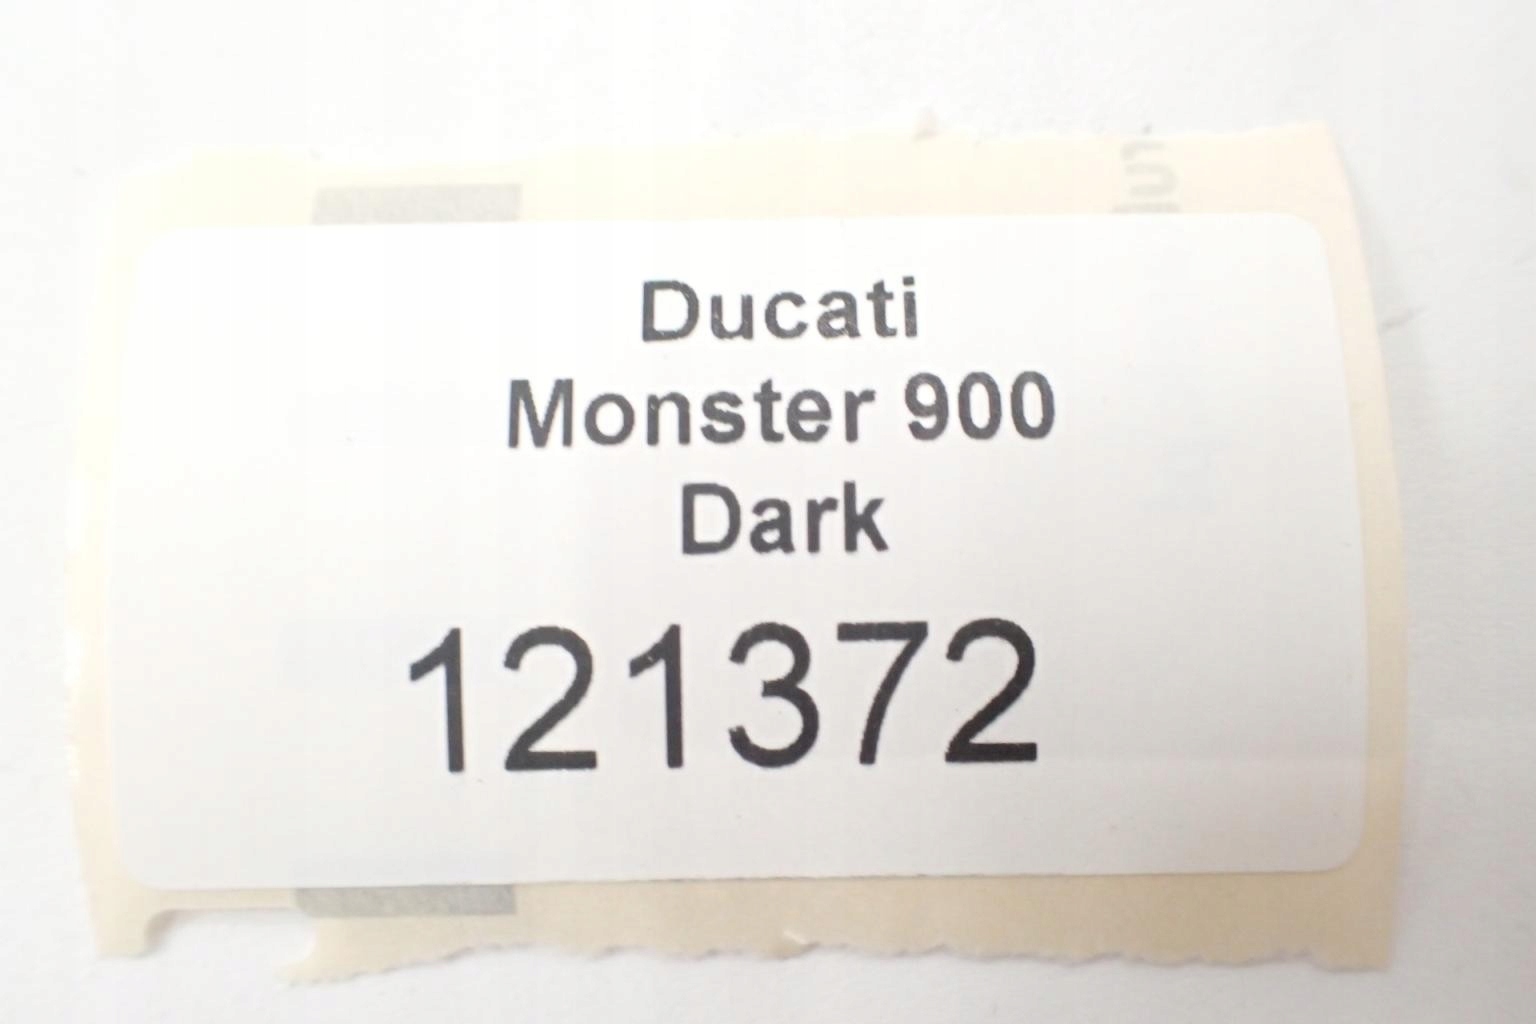 Ducati
Monster 900
Dark
121372